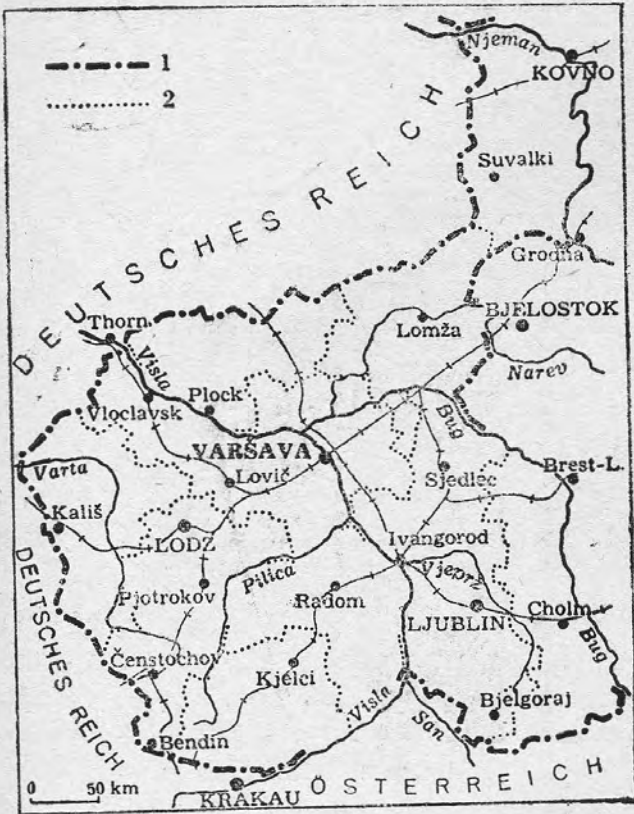 1
2
Njeman
KOVNO
DEUTSCHES REICH
Suvalki
Grodna
BJELOSTOK
Lomža
Thorn
Visla
Plock
Narev
Vloclavsk
Bug
VARŠAVA
Varta
Lovič
Sjedlec
Brest-L.
Kališ
LODZ
Ivangorod
DEUTSCHES REICH
Pilica
Vjeprž
Pjotrokov
Radom
LJUBLIN
Cholm
Bug
Čenstochov
Kjelci
Visla
San
Bjelgoraj
Bendin
0 50 km
KRAKAU
ÖSTERREICH